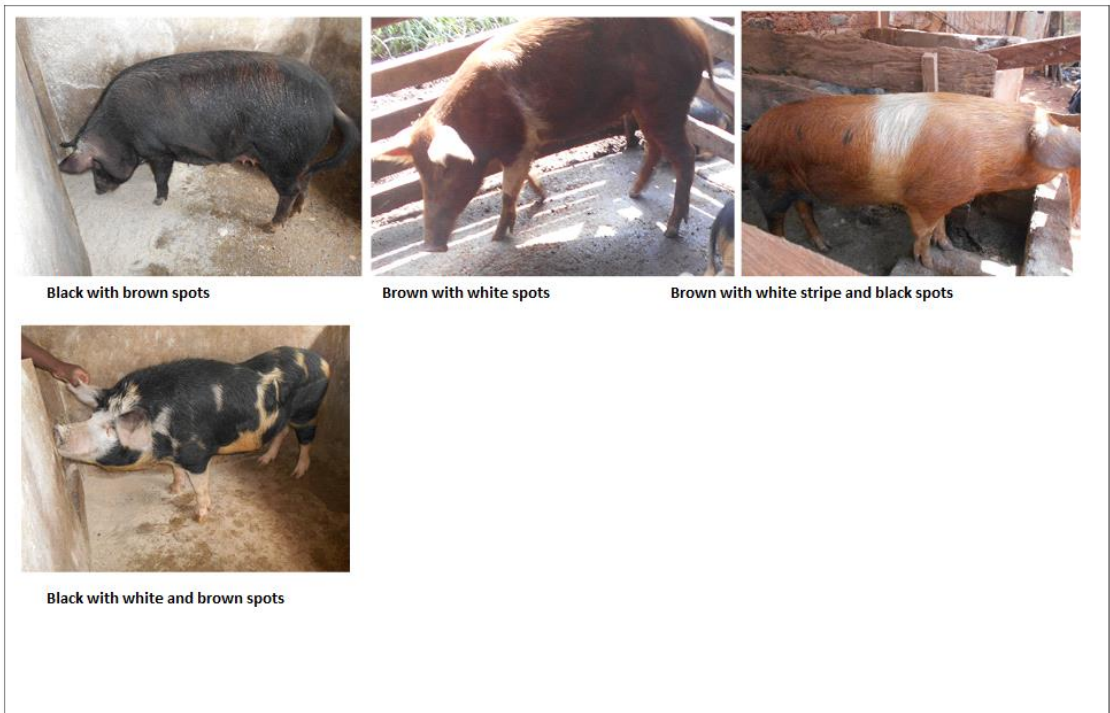 Black with brown spots
Brown with white spots
Brown with white stripe and black spots
Black with white and brown spots